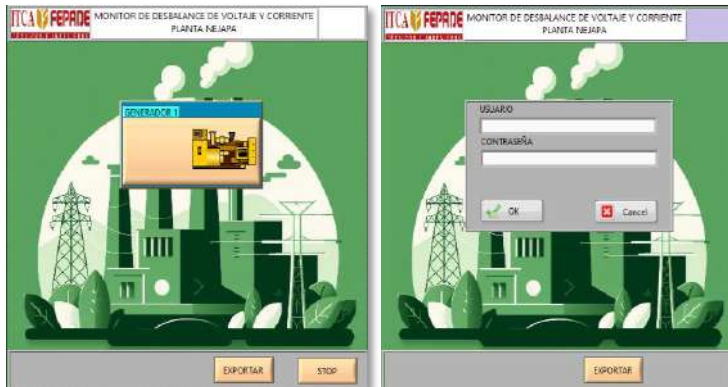 ITCA FEPADE
MONITOR DE DESBALANCE DE VOLTAJE Y CORRIENTE
PLANTA NEJAPA
GENERADOR 1
EXPORTAR
STOP
ITCA FEPADE
MONITOR DE DESBALANCE DE VOLTAJE Y CORRIENTE
PLANTA NEJAPA
USUARIO
CONTRASEÑA
OK
Cancel
EXPORTAR